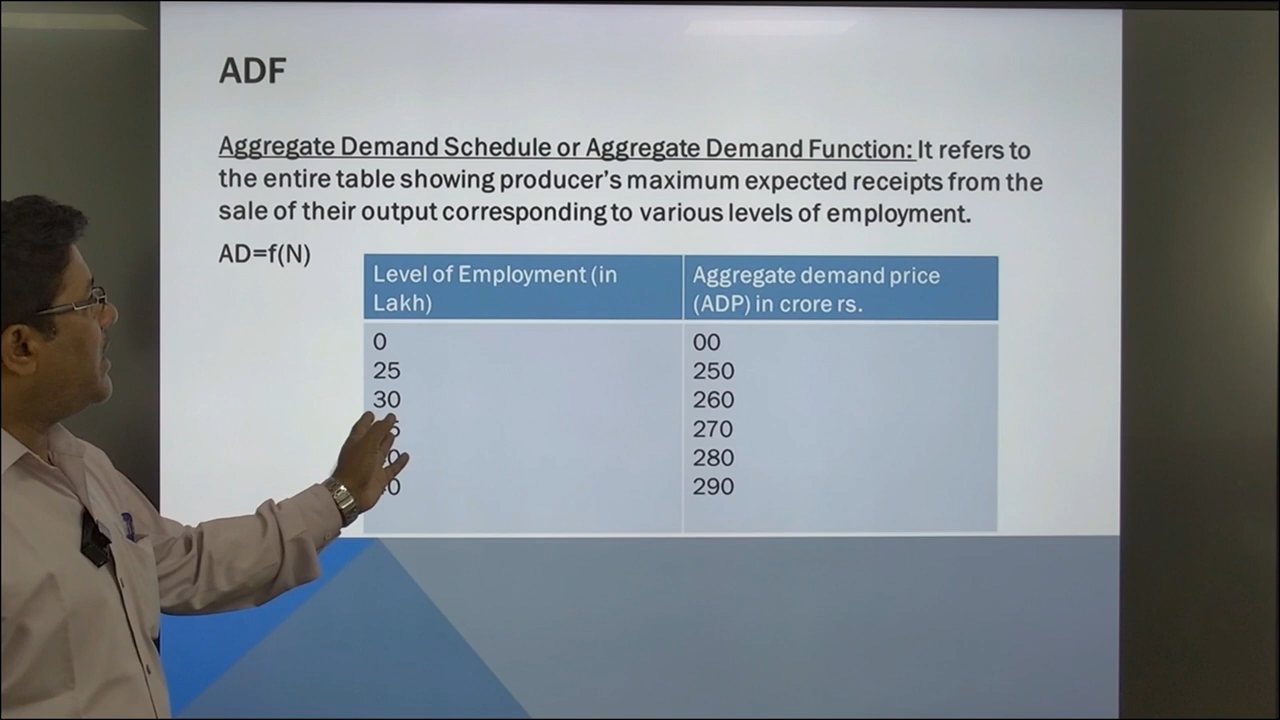 ADF
Aggregate Demand Schedule or Aggregate Demand Function: It refers to
the entire table showing producer's maximum expected receipts from the
sale of their output corresponding to various levels of employment.
AD=f(N)
Level of Employment (in
Lakh)
Aggregate demand price
(ADP) in crore rs.
0 00
25 250
30 260
270
280
290